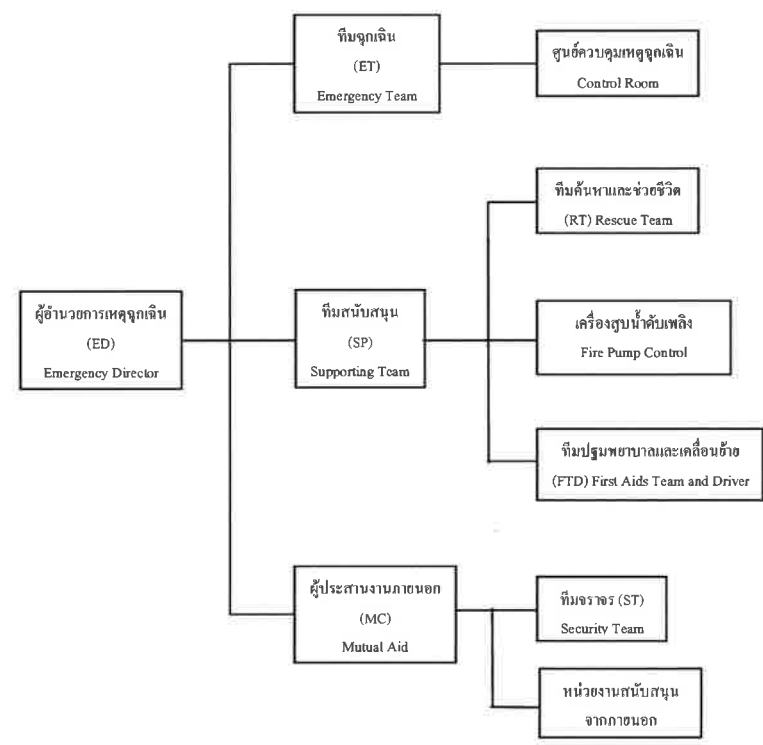 ทีมฉุกเฉิน
(ET)
Emergency Team
ศูนย์ควบคุมเหตุฉุกเฉิน
Control Room
ทีมค้นหาและช่วยชีวิต
(RT) Rescue Team
ผู้อำนวยการเหตุฉุกเฉิน
(ED)
Emergency Director
ทีมสนับสนุน
(SP)
Supporting Team
เครื่องสูบน้ำดับเพลิง
Fire Pump Control
ทีมปฐมพยาบาลและเคลื่อนย้าย
(FTD) First Aids Team and Driver
ผู้ประสานงานภายนอก
(MC)
Mutual Aid
ทีมจราจร (ST)
Security Team
หน่วยงานสนับสนุน
จากภายนอก